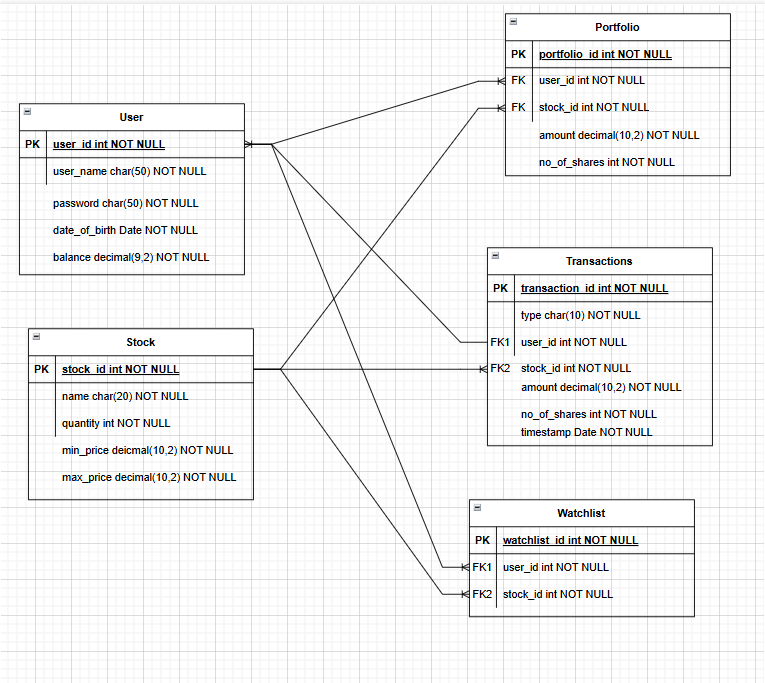 Portfolio
PK portfolio_id int NOT NULL
FK user_id int NOT NULL
FK stock_id int NOT NULL
amount decimal(10,2) NOT NULL
no_of_shares int NOT NULL
User
PK user_id int NOT NULL
user_name char(50) NOT NULL
password char(50) NOT NULL
date_of_birth Date NOT NULL
balance decimal(9,2) NOT NULL
Transactions
PK transaction_id int NOT NULL
type char(10) NOT NULL
FK1 user_id int NOT NULL
FK2 stock_id int NOT NULL
amount decimal(10,2) NOT NULL
no_of_shares int NOT NULL
timestamp Date NOT NULL
Stock
PK stock_id int NOT NULL
name char(20) NOT NULL
quantity int NOT NULL
min_price deicmal(10,2) NOT NULL
max_price decimal(10,2) NOT NULL
Watchlist
PK watchlist_id int NOT NULL
FK1 user_id int NOT NULL
FK2 stock_id int NOT NULL